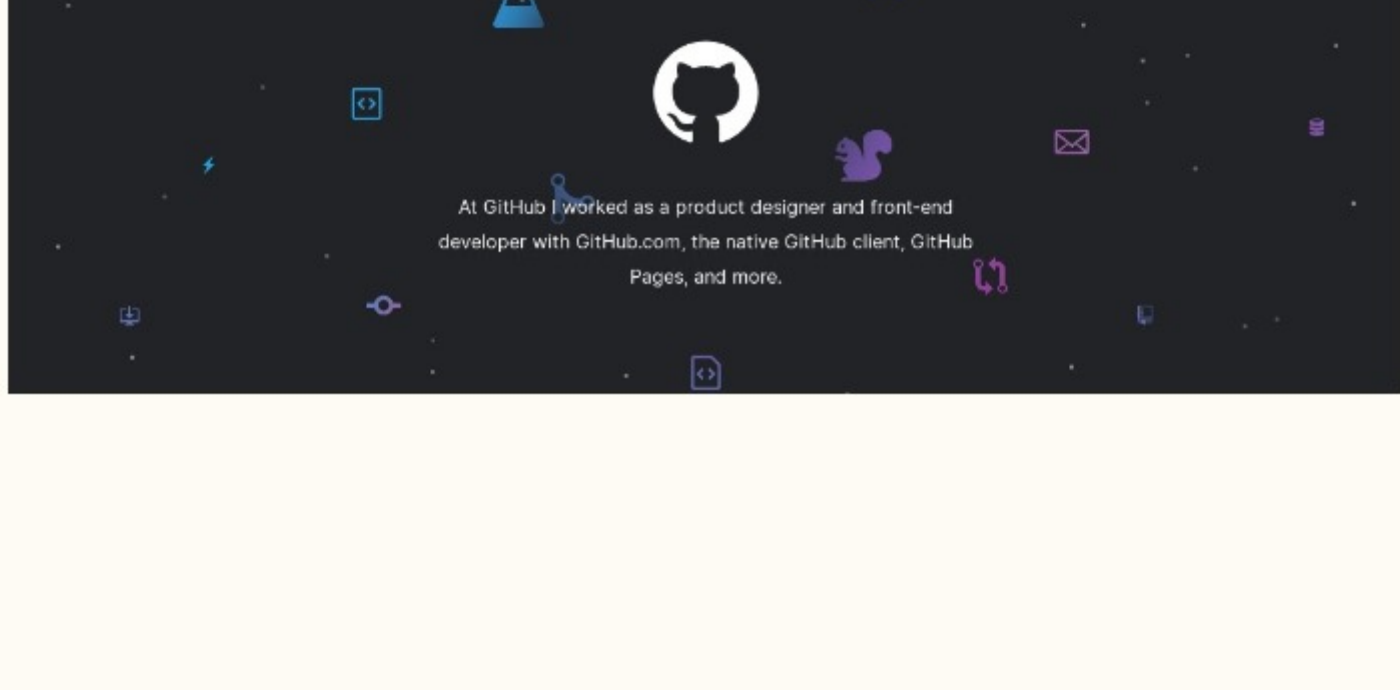 At GitHub I worked as a product designer and front-end
developer with GitHub.com, the native GitHub client, GitHub
Pages, and more.